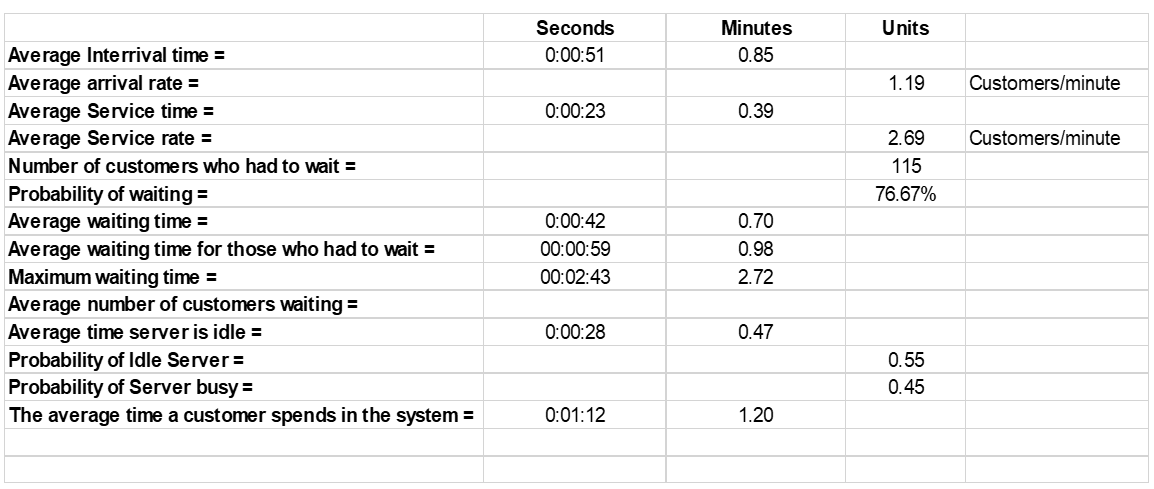 Seconds Minutes Units
Average Interrival time = 0:00:51 0.85
Average arrival rate = 1.19 Customers/minute
Average Service time = 0:00:23 0.39
Average Service rate = 2.69 Customers/minute
Number of customers who had to wait = 115
Probability of waiting = 76.67%
Average waiting time = 0:00:42 0.70
Average waiting time for those who had to wait = 00:00:59 0.98
Maximum waiting time = 00:02:43 2.72
Average number of customers waiting =
Average time server is idle = 0:00:28 0.47
Probability of Idle Server = 0.55
Probability of Server busy = 0.45
The average time a customer spends in the system = 0:01:12 1.20